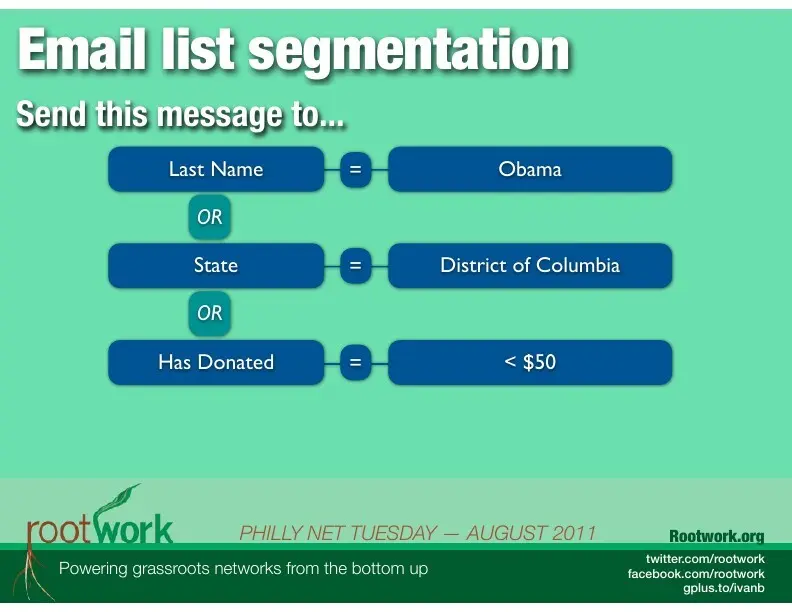 Email list segmentation
Send this message to...
Last Name = Obama
OR
State = District of Columbia
OR
Has Donated = < $50
rootwork
PHILLY NET TUESDAY — AUGUST 2011
Rootwork.org
Powering grassroots networks from the bottom up
twitter.com/rootwork
facebook.com/rootwork
gplus.to/ivanb